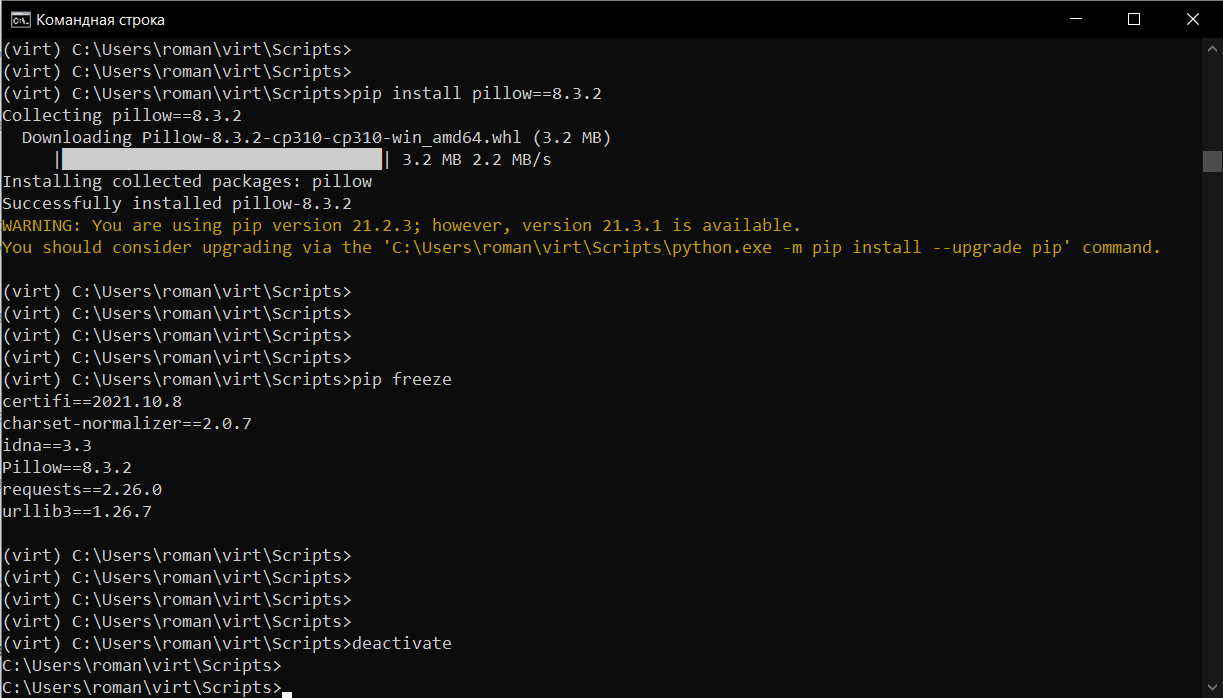 Командная строка
(virt) C:\Users\roman\virt\Scripts>
(virt) C:\Users\roman\virt\Scripts>
(virt) C:\Users\roman\virt\Scripts>pip install pillow==8.3.2
Collecting pillow==8.3.2
  Downloading Pillow-8.3.2-cp310-cp310-win_amd64.whl (3.2 MB)
     |████████████████████████████████| 3.2 MB 2.2 MB/s
Installing collected packages: pillow
Successfully installed pillow-8.3.2
WARNING: You are using pip version 21.2.3; however, version 21.3.1 is available.
You should consider upgrading via the 'C:\Users\roman\virt\Scripts\python.exe -m pip install --upgrade pip' command.
(virt) C:\Users\roman\virt\Scripts>
(virt) C:\Users\roman\virt\Scripts>
(virt) C:\Users\roman\virt\Scripts>
(virt) C:\Users\roman\virt\Scripts>
(virt) C:\Users\roman\virt\Scripts>pip freeze
certifi==2021.10.8
charset-normalizer==2.0.7
idna==3.3
Pillow==8.3.2
requests==2.26.0
urllib3==1.26.7
(virt) C:\Users\roman\virt\Scripts>
(virt) C:\Users\roman\virt\Scripts>
(virt) C:\Users\roman\virt\Scripts>
(virt) C:\Users\roman\virt\Scripts>
(virt) C:\Users\roman\virt\Scripts>deactivate
C:\Users\roman\virt\Scripts>
C:\Users\roman\virt\Scripts>